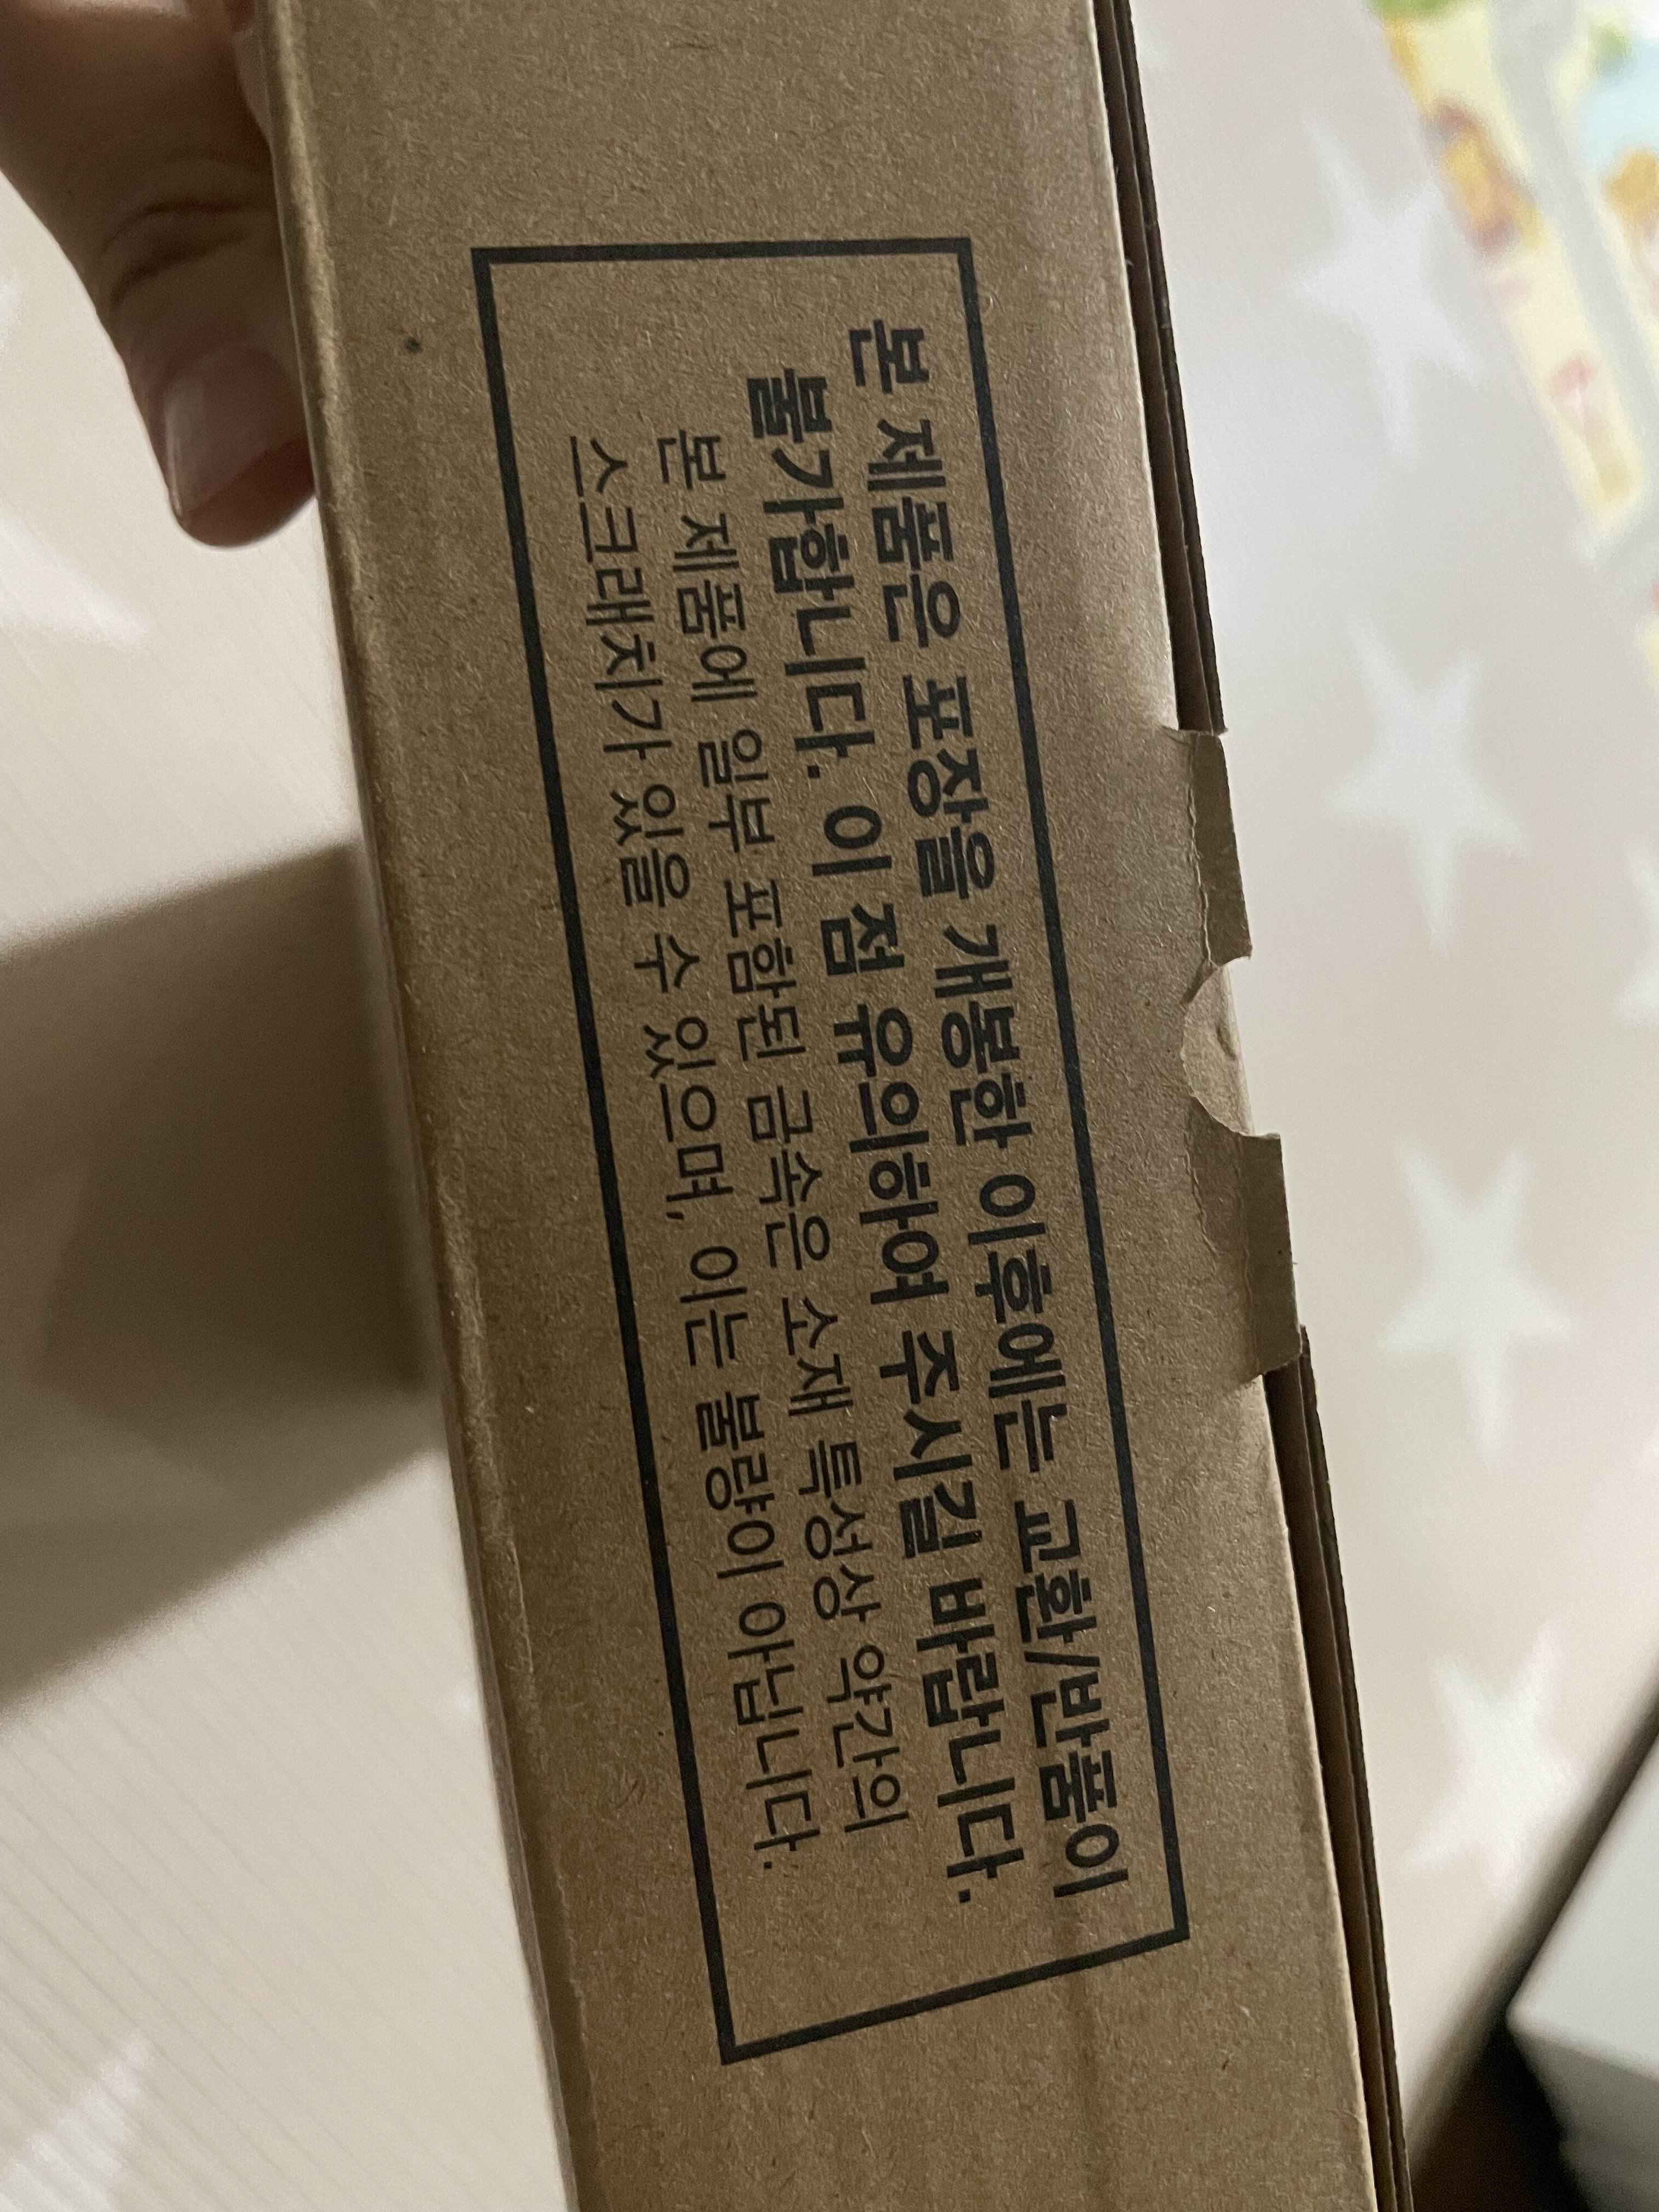 본 제품은 포장을 개봉한 이후에는 교환/반품이
불가합니다. 이 점 유의하여 주시길 바랍니다.
본 제품에 일부 포함된 금속은 소재 특성상 약간의
스크래치가 있을 수 있으며, 이는 불량이 아닙니다.